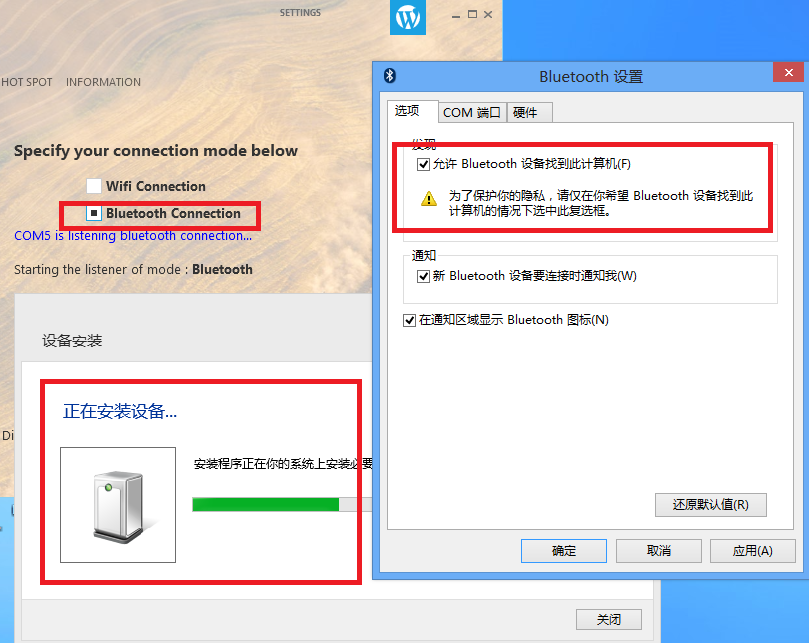 SETTINGS
HOT SPOT INFORMATION
Specify your connection mode below
Wifi Connection
Bluetooth Connection
COM5 is listening bluetooth connection...
Starting the listener of mode : Bluetooth
设备安装
正在安装设备...
安装程序正在你的系统上安装必要
Di
关闭
Bluetooth 设置
选项 COM 端口 硬件
发现
允许 Bluetooth 设备找到此计算机(F)
为了保护你的隐私，请仅在你希望 Bluetooth 设备找到此
计算机的情况下选中此复选框。
通知
新 Bluetooth 设备要连接时通知我(W)
在通知区域显示 Bluetooth 图标(N)
还原默认值(R)
确定 取消 应用(A)